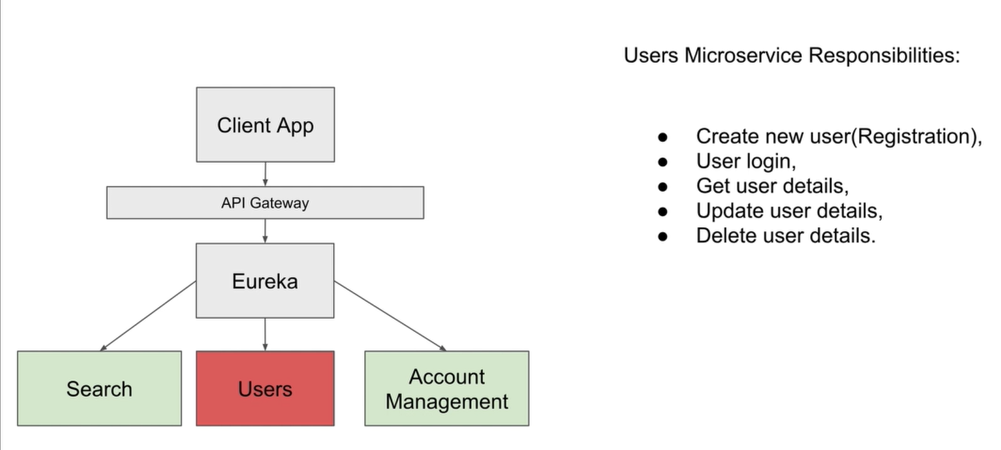 Users Microservice Responsibilities:
Client App
API Gateway
Eureka
Search
Users
Account
Management
● Create new user(Registration),
● User login,
● Get user details,
● Update user details,
● Delete user details.